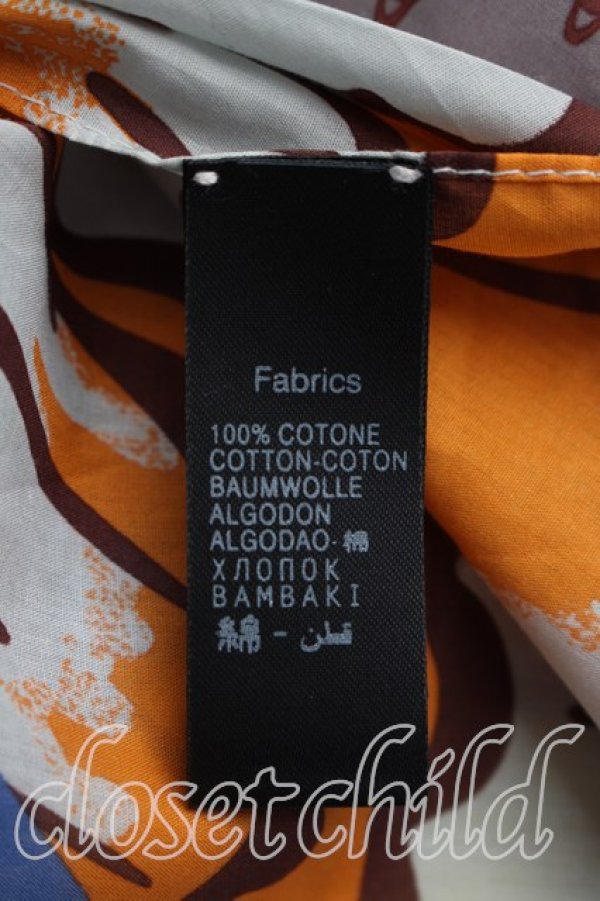 Fabrics
100% COTONE
COTTON-COTON
BAUMWOLLE
ALGODON
ALGODAO-棉
ХЛОПОК
BAMBAKI
綿 - قطن
closetchild